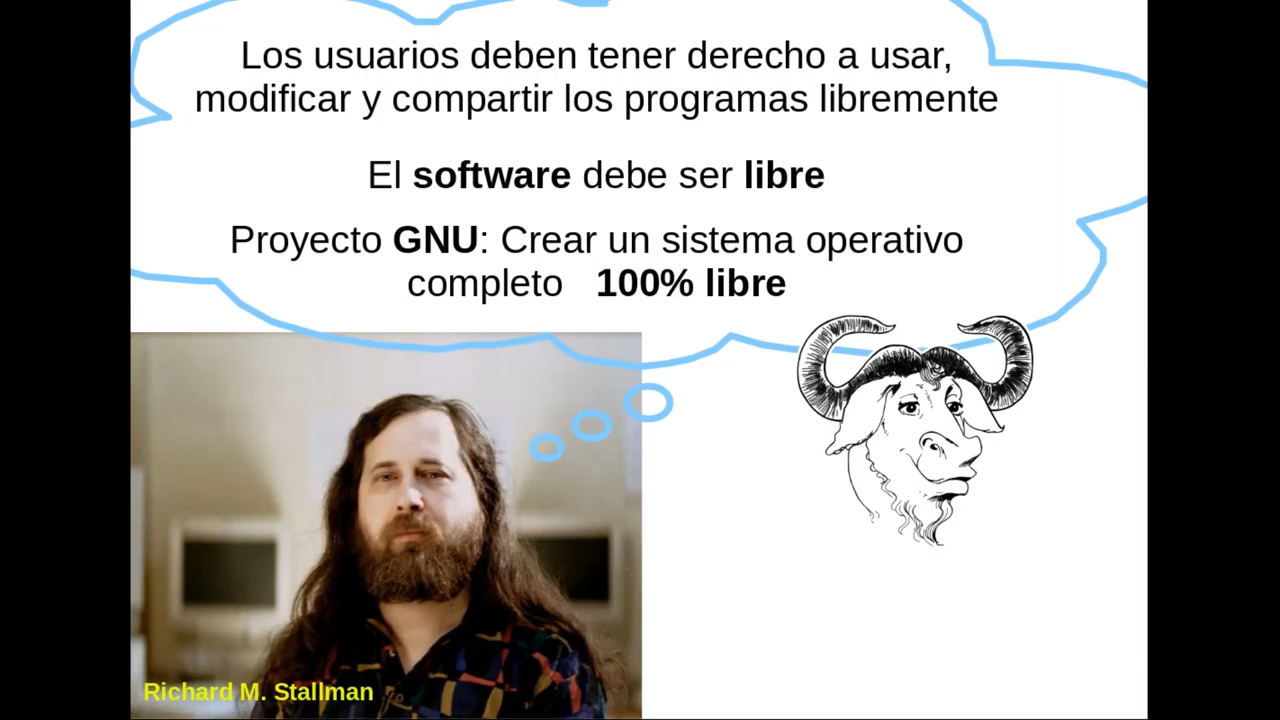 Los usuarios deben tener derecho a usar,
modificar y compartir los programas libremente
El software debe ser libre
Proyecto GNU: Crear un sistema operativo
completo 100% libre
Richard M. Stallman